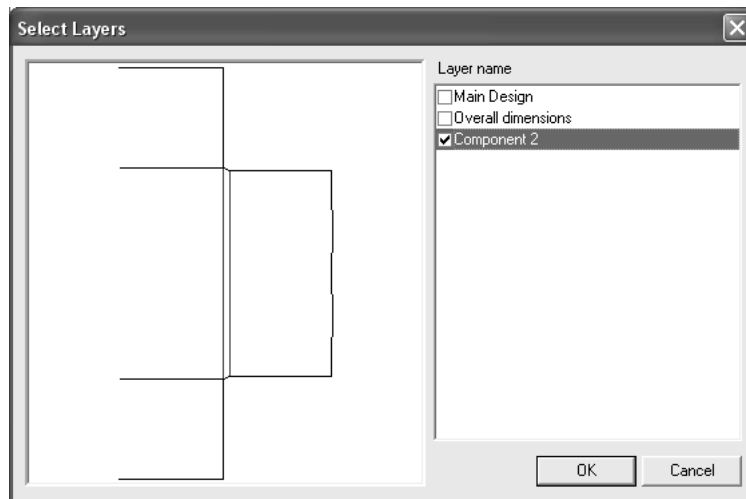 Select Layers
Layer name
Main Design
Overall dimensions
Component 2
OK
Cancel